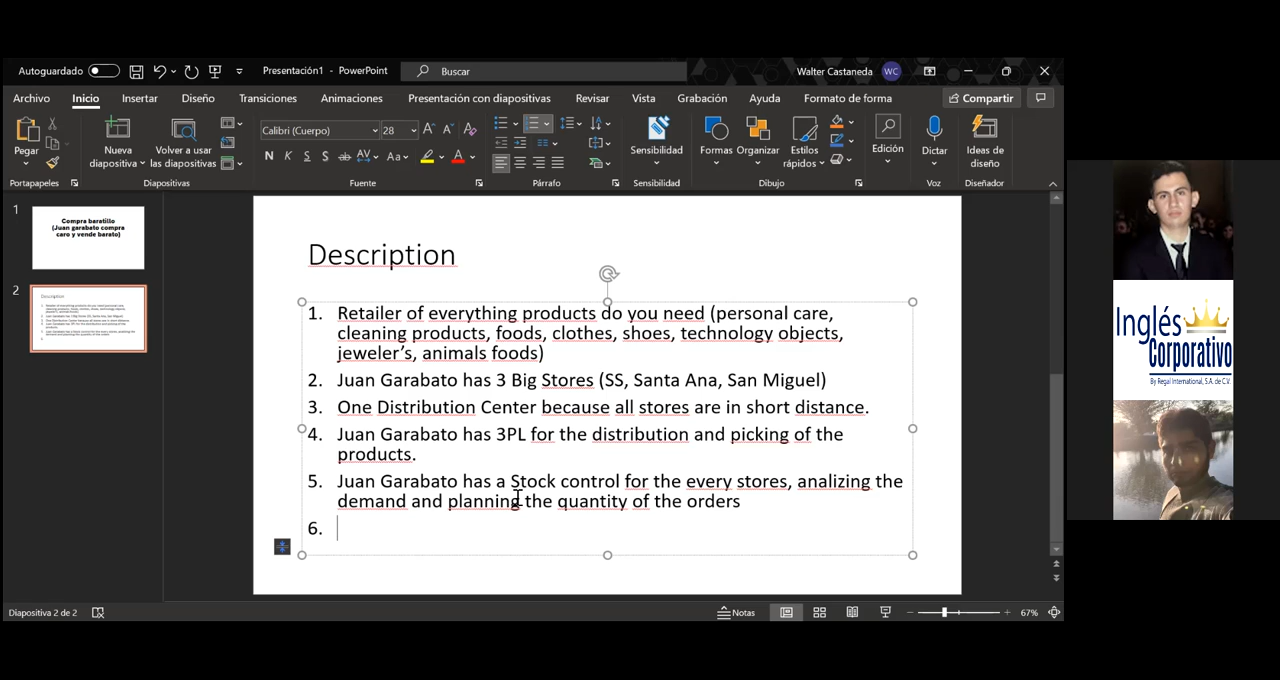 Autoguardado
Presentación1 - PowerPoint
Buscar
Walter Castaneda
WC
Archivo
Inicio
Insertar
Diseño
Transiciones
Animaciones
Presentación con diapositivas
Revisar
Vista
Grabación
Ayuda
Formato de forma
Compartir
Pegar
Nueva diapositiva
Volver a usar las diapositivas
Calibri (Cuerpo)
28
N K S S ab AV Aa A
Sensibilidad
Formas
Organizar
Estilos rápidos
Edición
Dictar
Ideas de diseño
Portapapeles
Diapositivas
Fuente
Párrafo
Sensibilidad
Dibujo
Voz
Diseñador
1
Compra baratillo
(Juan garabato compra
caro y vende barato)
2
Description
1. Retailer of everything products do you need (personal care,
cleaning products, foods, clothes, shoes, technology objects,
jeweler's, animals foods)
2. Juan Garabato has 3 Big Stores (SS, Santa Ana, San Miguel)
3. One Distribution Center because all stores are in short distance.
4. Juan Garabato has 3PL for the distribution and picking of the
products.
5. Juan Garabato has a Stock control for the every stores, analizing the
demand and planning the quantity of the orders
6.
Diapositiva 2 de 2
Notas
67%
Inglés
Corporativo
By Regal International, S.A. de C.V.